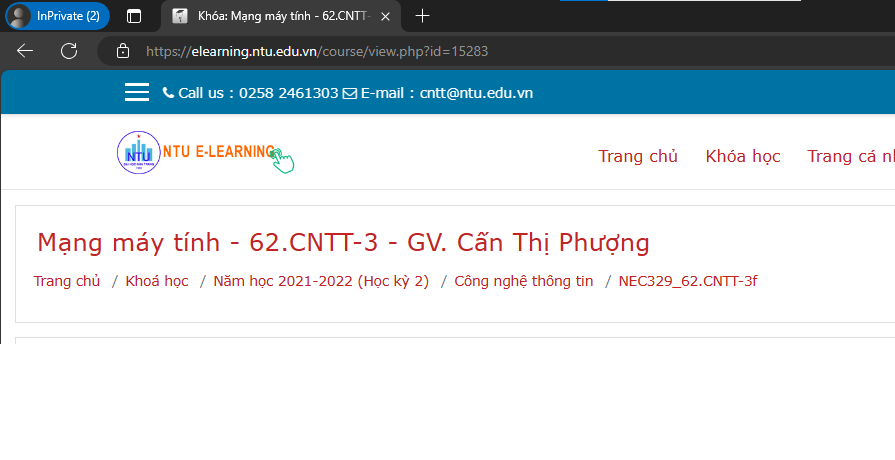 InPrivate (2)
Khóa: Mạng máy tính - 62.CNTT-
https://elearning.ntu.edu.vn/course/view.php?id=15283
Call us : 0258 2461303 E-mail : cntt@ntu.edu.vn
NTU
NTU E-LEARNING
Trang chủ Khóa học Trang cá
Mạng máy tính - 62.CNTT-3 - GV. Cấn Thị Phượng
Trang chủ / Khoá học / Năm học 2021-2022 (Học kỳ 2) / Công nghệ thông tin / NEC329_62.CNTT-3f